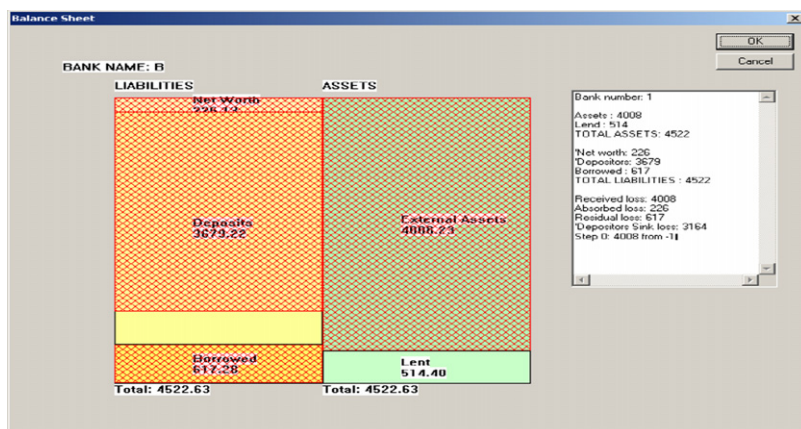 Balance Sheet
OK
Cancel
BANK NAME: B
LIABILITIES ASSETS
Net Worth
226.13
Deposits
3679.22
External Assets
4008.23
Borrowed
617.28
Lent
514.40
Total: 4522.63 Total: 4522.63
Bank number: 1
Assets : 4008
Lend : 514
TOTAL ASSETS: 4522
'Net worth: 226
'Depositors: 3679
Borrowed : 617
TOTAL LIABILITIES : 4522
Received loss: 4008
Absorbed loss: 226
Residual loss: 617
'Depositors Sink loss: 3164
Step 0: 4008 from -1